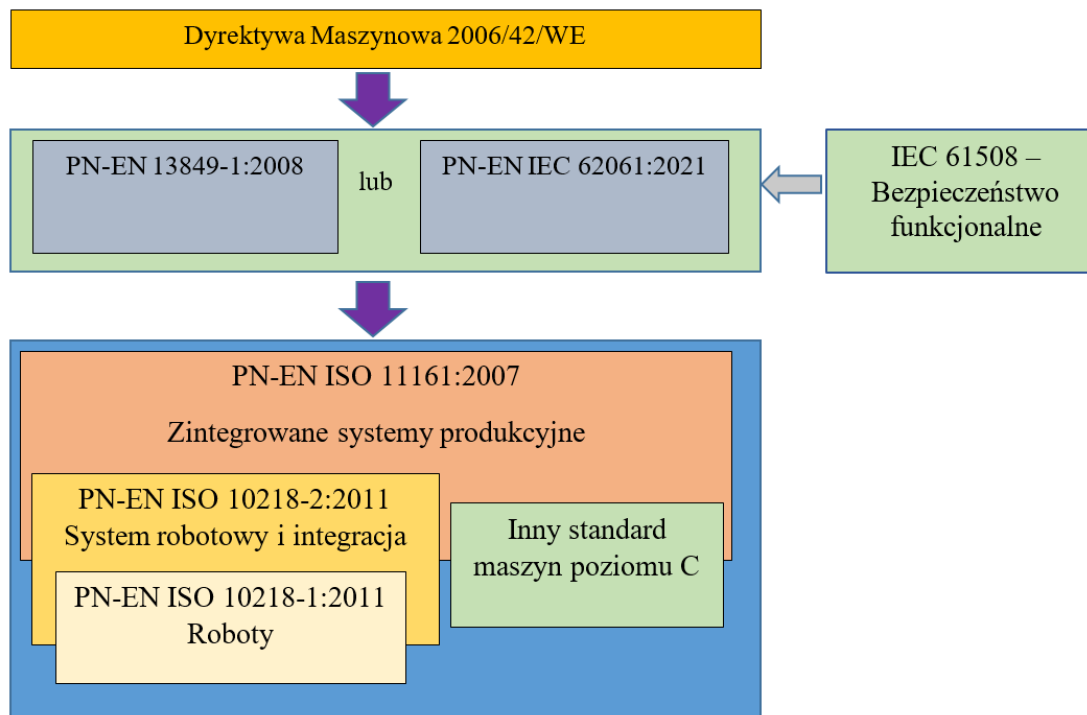 Dyrektywa Maszynowa 2006/42/WE
PN-EN 13849-1:2008
lub
PN-EN IEC 62061:2021
IEC 61508 –
Bezpieczeństwo
funkcjonalne
PN-EN ISO 11161:2007
Zintegrowane systemy produkcyjne
PN-EN ISO 10218-2:2011
System robotowy i integracja
Inny standard
maszyn poziomu C
PN-EN ISO 10218-1:2011
Roboty